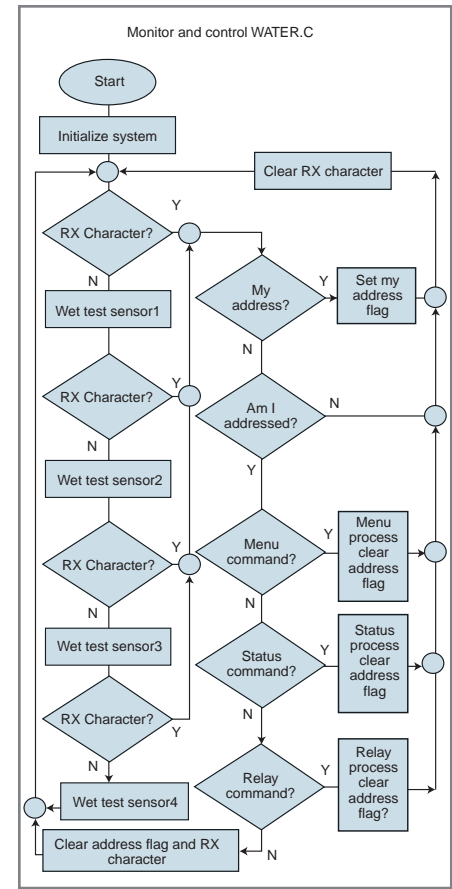 Monitor and control WATER.C
Start
Initialize system
Clear RX character
RX Character?
Y
N
Wet test sensor1
RX Character?
Y
N
Wet test sensor2
RX Character?
Y
N
Wet test sensor3
RX Character?
Y
N
Wet test sensor4
Clear address flag and RX
character
My
address?
Y
Set my
address
flag
N
Am I
addressed?
N
Y
Menu
command?
Y
Menu
process
clear
address
flag
N
Status
command?
Y
Status
process
clear
address
flag
N
Relay
command?
Y
Relay
process
clear
address
flag?
N